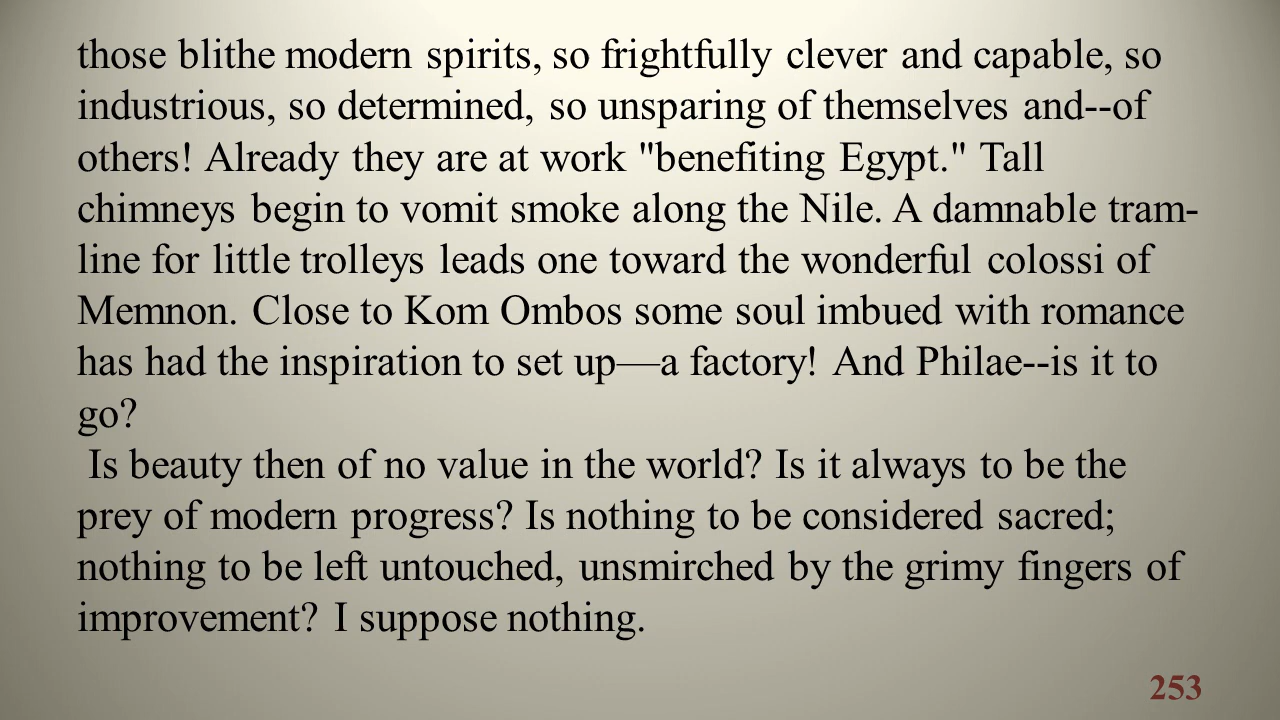 those blithe modern spirits, so frightfully clever and capable, so
industrious, so determined, so unsparing of themselves and--of
others! Already they are at work "benefiting Egypt." Tall
chimneys begin to vomit smoke along the Nile. A damnable tram-
line for little trolleys leads one toward the wonderful colossi of
Memnon. Close to Kom Ombos some soul imbued with romance
has had the inspiration to set up—a factory! And Philae--is it to
go?
Is beauty then of no value in the world? Is it always to be the
prey of modern progress? Is nothing to be considered sacred;
nothing to be left untouched, unsmirched by the grimy fingers of
improvement? I suppose nothing.
253